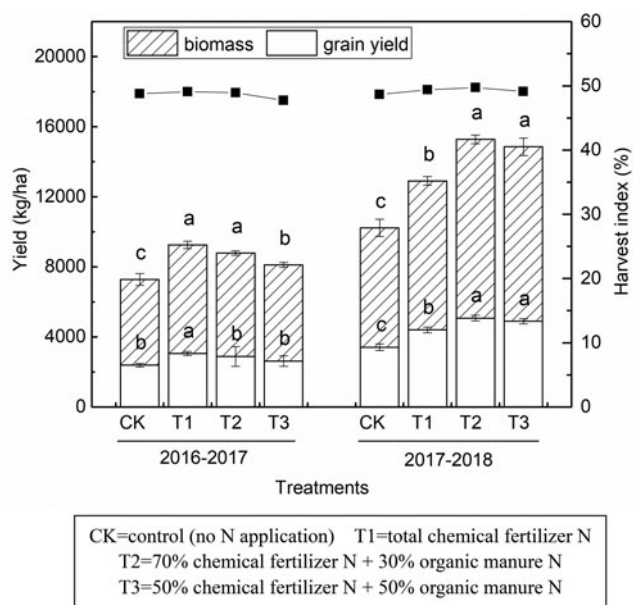 biomass grain yield
Yield (kg/ha)
20000
16000
12000
8000
4000
0
Harvest index (%)
60
50
40
30
20
10
0
c a a b
b a b b
c b a a
c b a a
CK T1 T2 T3 CK T1 T2 T3
2016-2017 2017-2018
Treatments
CK=control (no N application) T1=total chemical fertilizer N
T2=70% chemical fertilizer N + 30% organic manure N
T3=50% chemical fertilizer N + 50% organic manure N